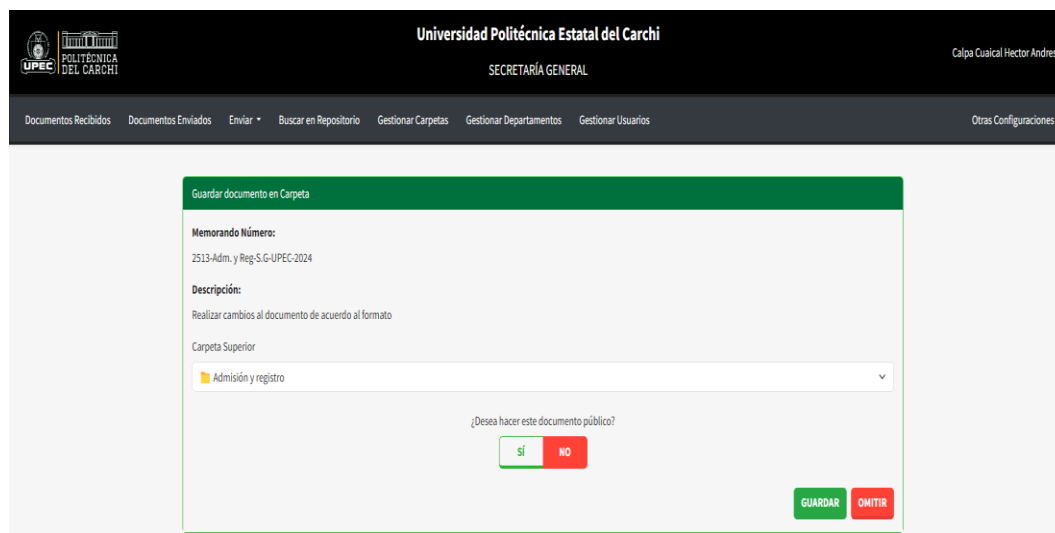 Universidad Politécnica Estatal del Carchi
UPEC
POLITÉCNICA
DEL CARCHI
SECRETARÍA GENERAL
Calpa Cuaical Hector Andres
Documentos Recibidos Documentos Enviados Enviar Buscar en Repositorio Gestionar Carpetas Gestionar Departamentos Gestionar Usuarios Otras Configuraciones
Guardar documento en Carpeta
Memorando Número:
2513-Adm. y Reg-S.G-UPEC-2024
Descripción:
Realizar cambios al documento de acuerdo al formato
Carpeta Superior
Admisión y registro
¿Desea hacer este documento público?
SÍ NO
GUARDAR OMITIR